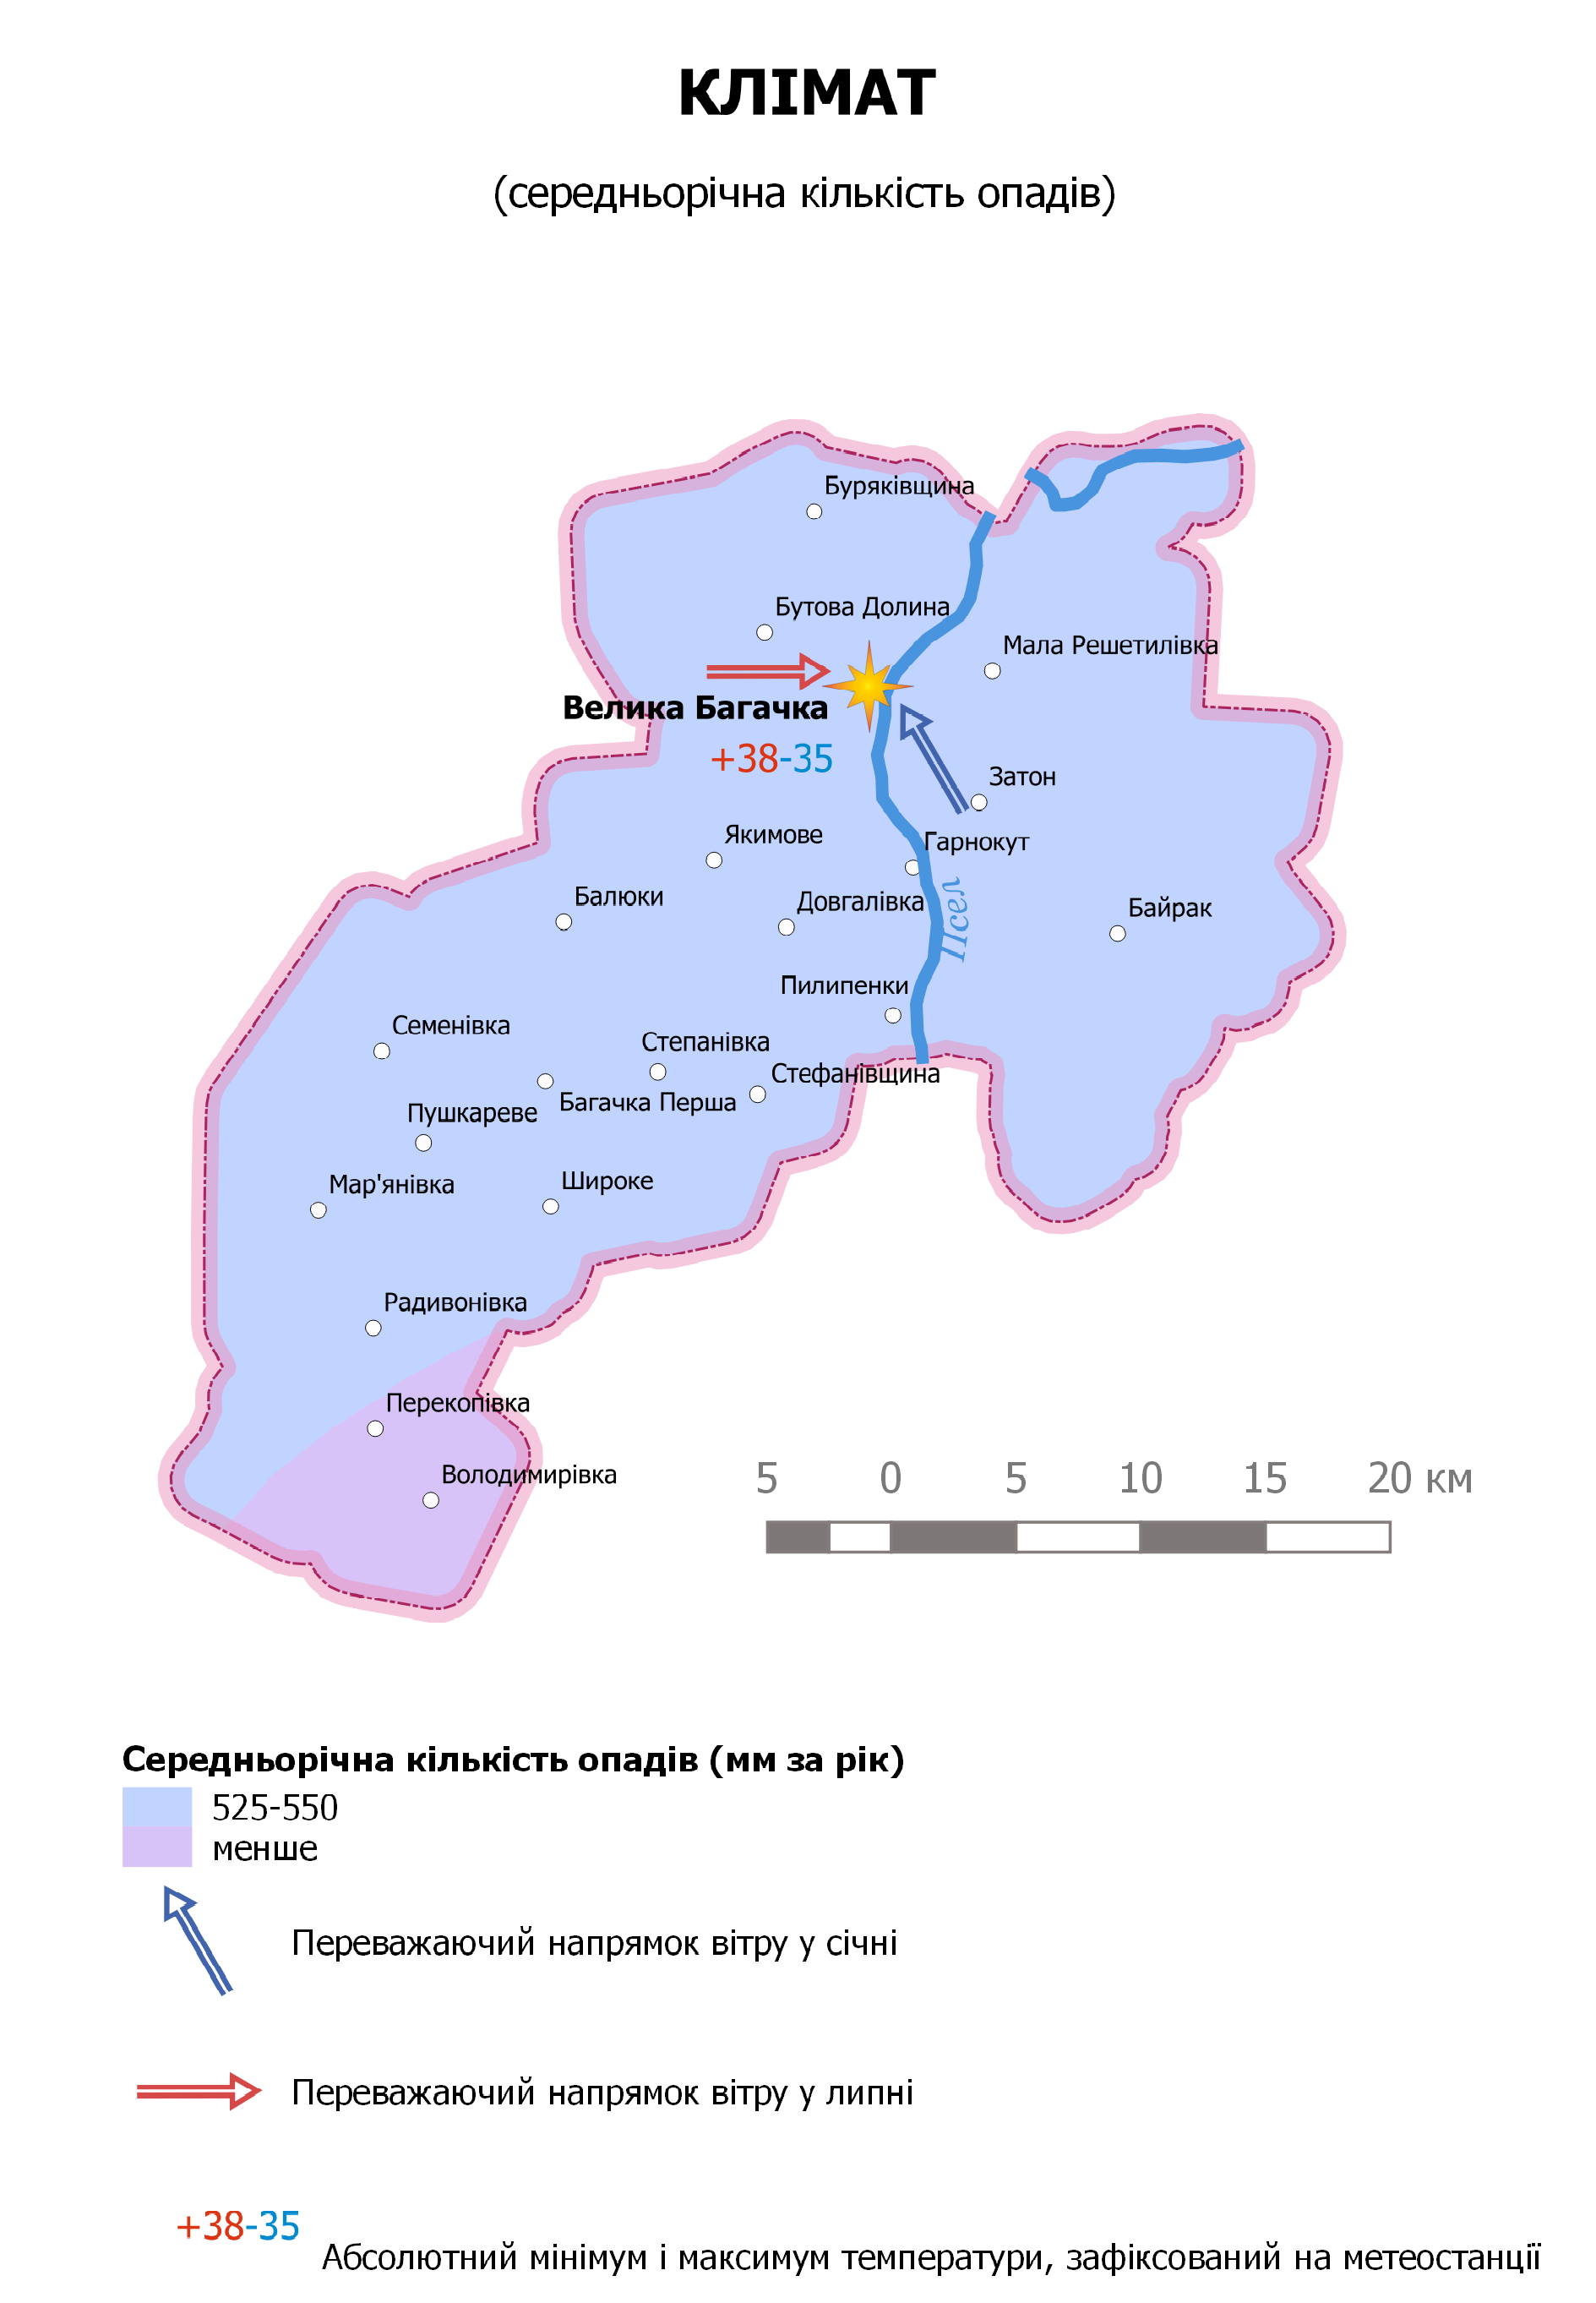 КЛІМАТ
(середньорічна кількість опадів)
Буряківщина
Бутова Долина
Мала Решетилівка
Велика Багачка
+38-35
Затон
Якимове
Гарнокут
Балюки
Довгалівка
Псел
Байрак
Пилипенки
Семенівка
Степанівка
Стефанівщина
Багачка Перша
Пушкареве
Мар'янівка
Широке
Радивонівка
Перекопівка
Володимирівка
5 0 5 10 15 20 км
Середньорічна кількість опадів (мм за рік)
525-550
менше
Переважаючий напрямок вітру у січні
Переважаючий напрямок вітру у липні
+38-35
Абсолютний мінімум і максимум температури, зафіксований на метеостанції